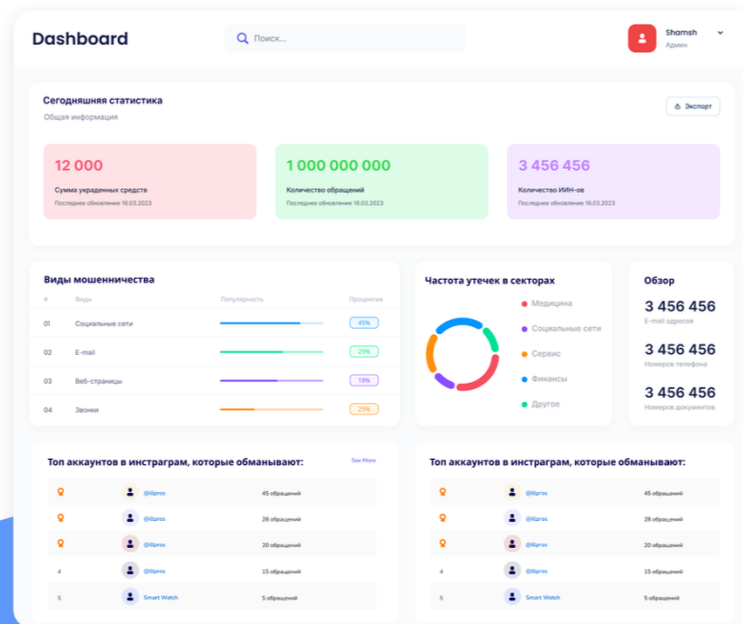 Dashboard
Поиск...
Shamsh
Админ
Сегодняшняя статистика
Общая информация
Экспорт
12 000
Сумма украденных средств
Последнее обновление 16.03.2023
1 000 000 000
Количество обращений
Последнее обновление 16.03.2023
3 456 456
Количество ИИН-ов
Последнее обновление 16.03.2023
Виды мошенничества
# Виды Популярность Процентаж
01 Социальные сети 45%
02 E-mail 29%
03 Веб-страницы 18%
04 Звонки 25%
Частота утечек в секторах
Медицина
Социальные сети
Сервис
Финансы
Другое
Обзор
3 456 456
E-mail адресов
3 456 456
Номеров телефона
3 456 456
Номеров документов
Топ аккаунтов в инстраграм, которые обманывают:
See More
@lilpros 45 обращений
@lilpros 28 обращений
@lilpros 20 обращений
4 @lilpros 15 обращений
5 Smart Watch 5 обращений
Топ аккаунтов в инстраграм, которые обманывают:
@lilpros 45 обращений
@lilpros 28 обращений
@lilpros 20 обращений
4 @lilpros 15 обращений
5 Smart Watch 5 обращений